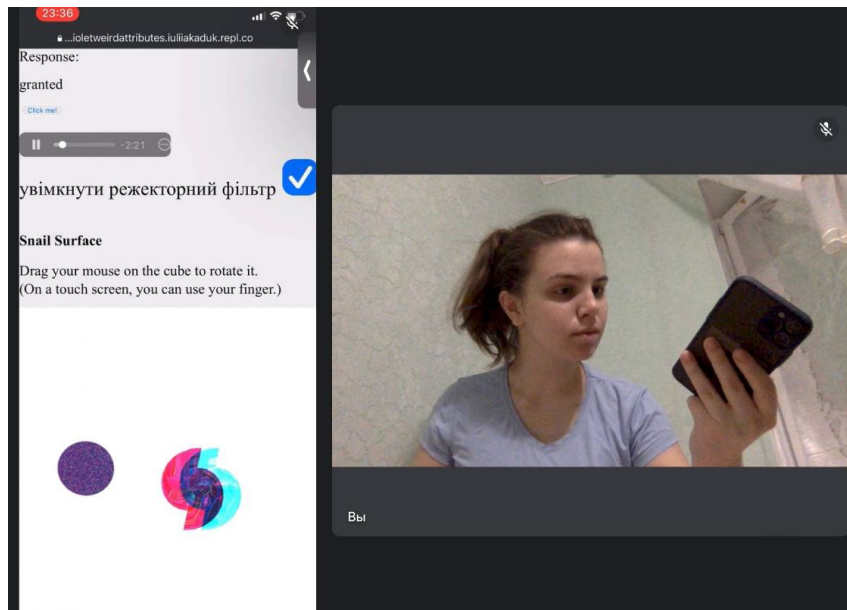 23:36
...ioletweirdattributes.iuliiakaduk.repl.co
Response:
granted
Click me!
-2:21
увімкнути режекторний фільтр
Snail Surface
Drag your mouse on the cube to rotate it.
(On a touch screen, you can use your finger.)
Вы